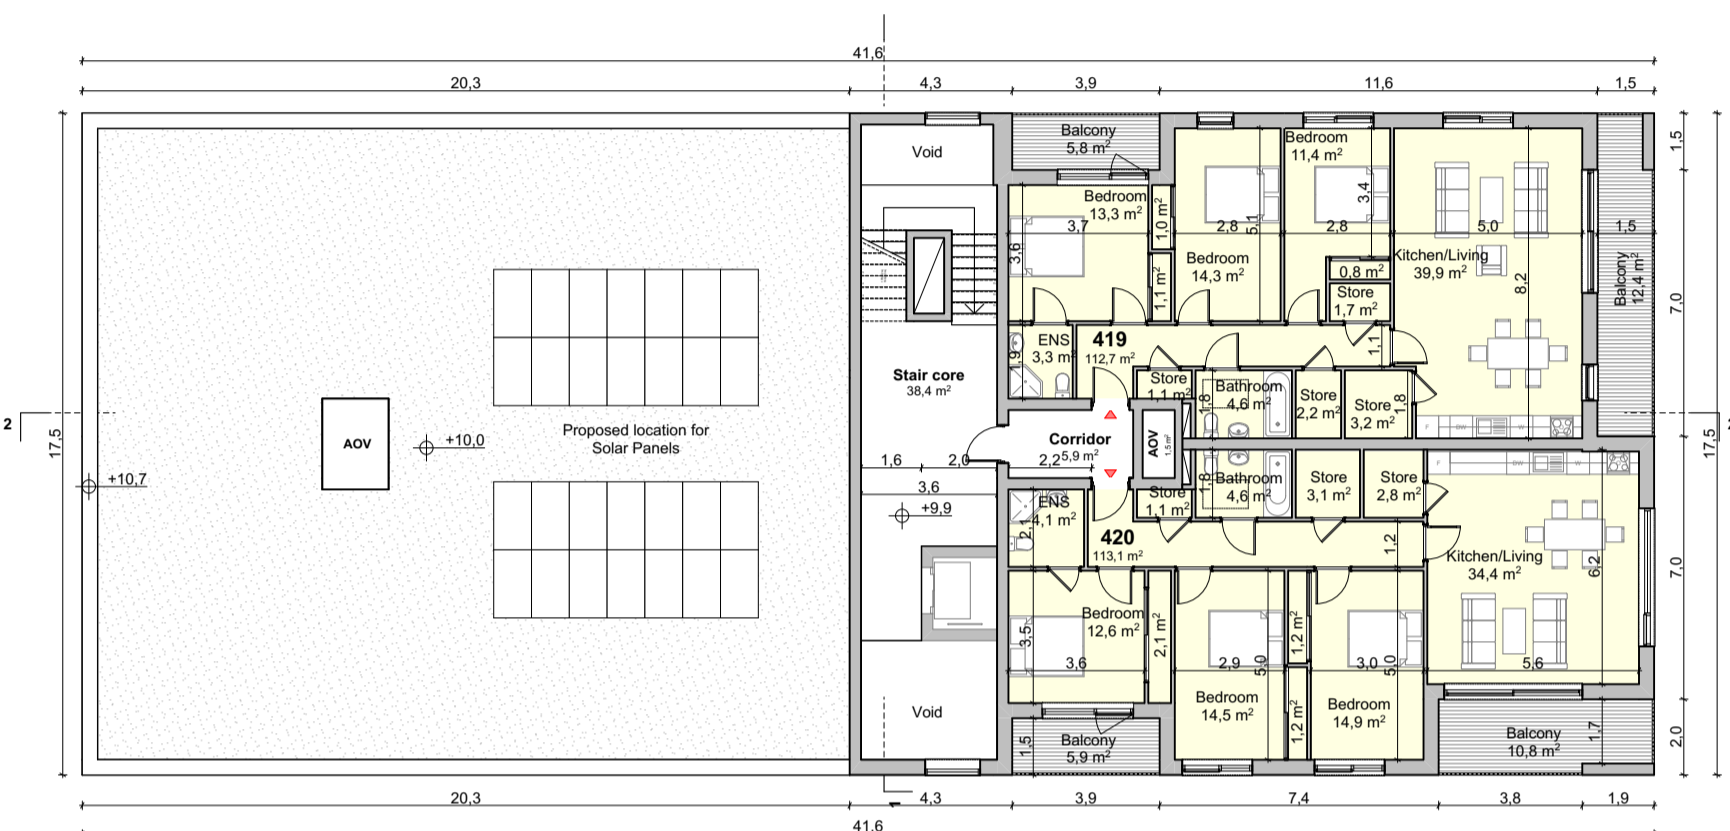 41,6
20,3
4,3
3,9
11,6
1,5
Void
Balcony
5,8 m²
Bedroom
11,4 m²
1,5
Bedroom
13,3 m²
3,7
3,6
1,0 m²
1,1 m²
2,8
5,1
Bedroom
14,3 m²
3,4
2,8
0,8 m²
Store
1,7 m²
5,0
Kitchen/Living
39,9 m²
8,2
1,5
Balcony
12,4 m²
7,0
ENS
3,3 m²
1,9
419
112,7 m²
1,1
Stair core
38,4 m²
Store
1,1 m²
Bathroom
4,6 m²
1,8
Store
2,2 m²
Store
3,2 m²
1,8
F
DW
W
2
17,5
AOV
+10,0
Proposed location for
Solar Panels
Corridor
5,9 m²
AOV
1,5 m²
17,5
+10,7
1,6
2,0
2,2
3,6
+9,9
ENS
4,1 m²
2,1
Store
1,1 m²
Bathroom
4,6 m²
1,8
Store
3,1 m²
Store
2,8 m²
F
DW
W
420
113,1 m²
1,2
Kitchen/Living
34,4 m²
6,2
7,0
Bedroom
12,6 m²
3,5
3,6
2,1 m²
2,9
5,0
Bedroom
14,5 m²
1,2 m²
1,2 m²
3,0
5,0
Bedroom
14,9 m²
5,6
Void
1,5
Balcony
5,9 m²
Balcony
10,8 m²
1,7
2,0
1
20,3
4,3
3,9
7,4
3,8
1,9
41,6